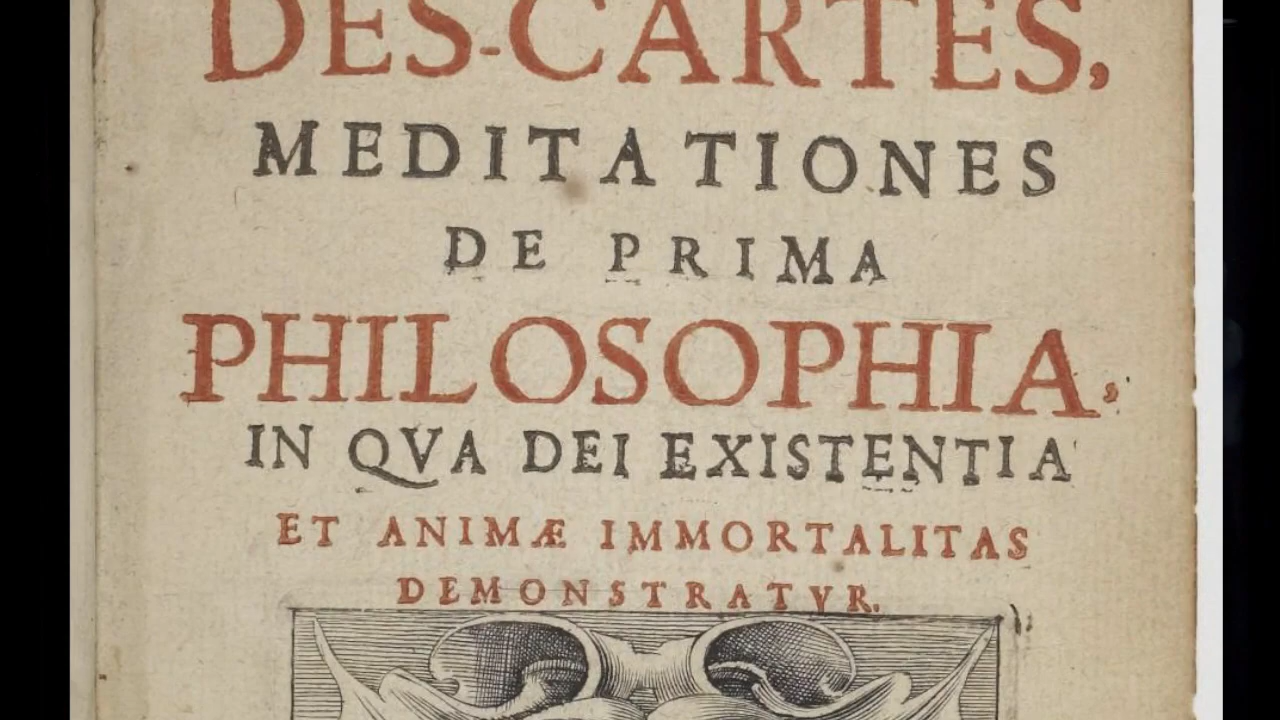 DES-CARTES,
MEDITATIONES
DE PRIMA
PHILOSOPHIA,
IN QVA DEI EXISTENTIA
ET ANIMÆ IMMORTALITAS
DEMONSTRATVR.